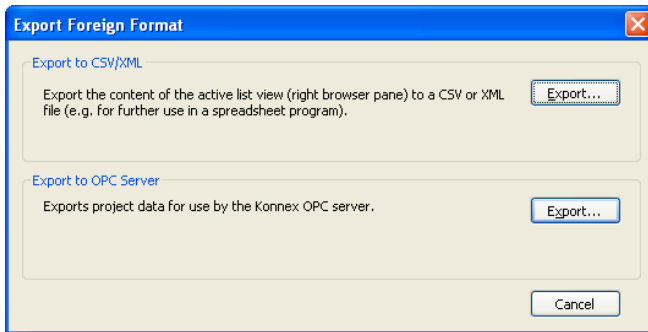 Export Foreign Format
Export to CSV/XML
Export the content of the active list view (right browser pane) to a CSV or XML
file (e.g. for further use in a spreadsheet program).
Export...
Export to OPC Server
Exports project data for use by the Konnex OPC server.
Export...
Cancel